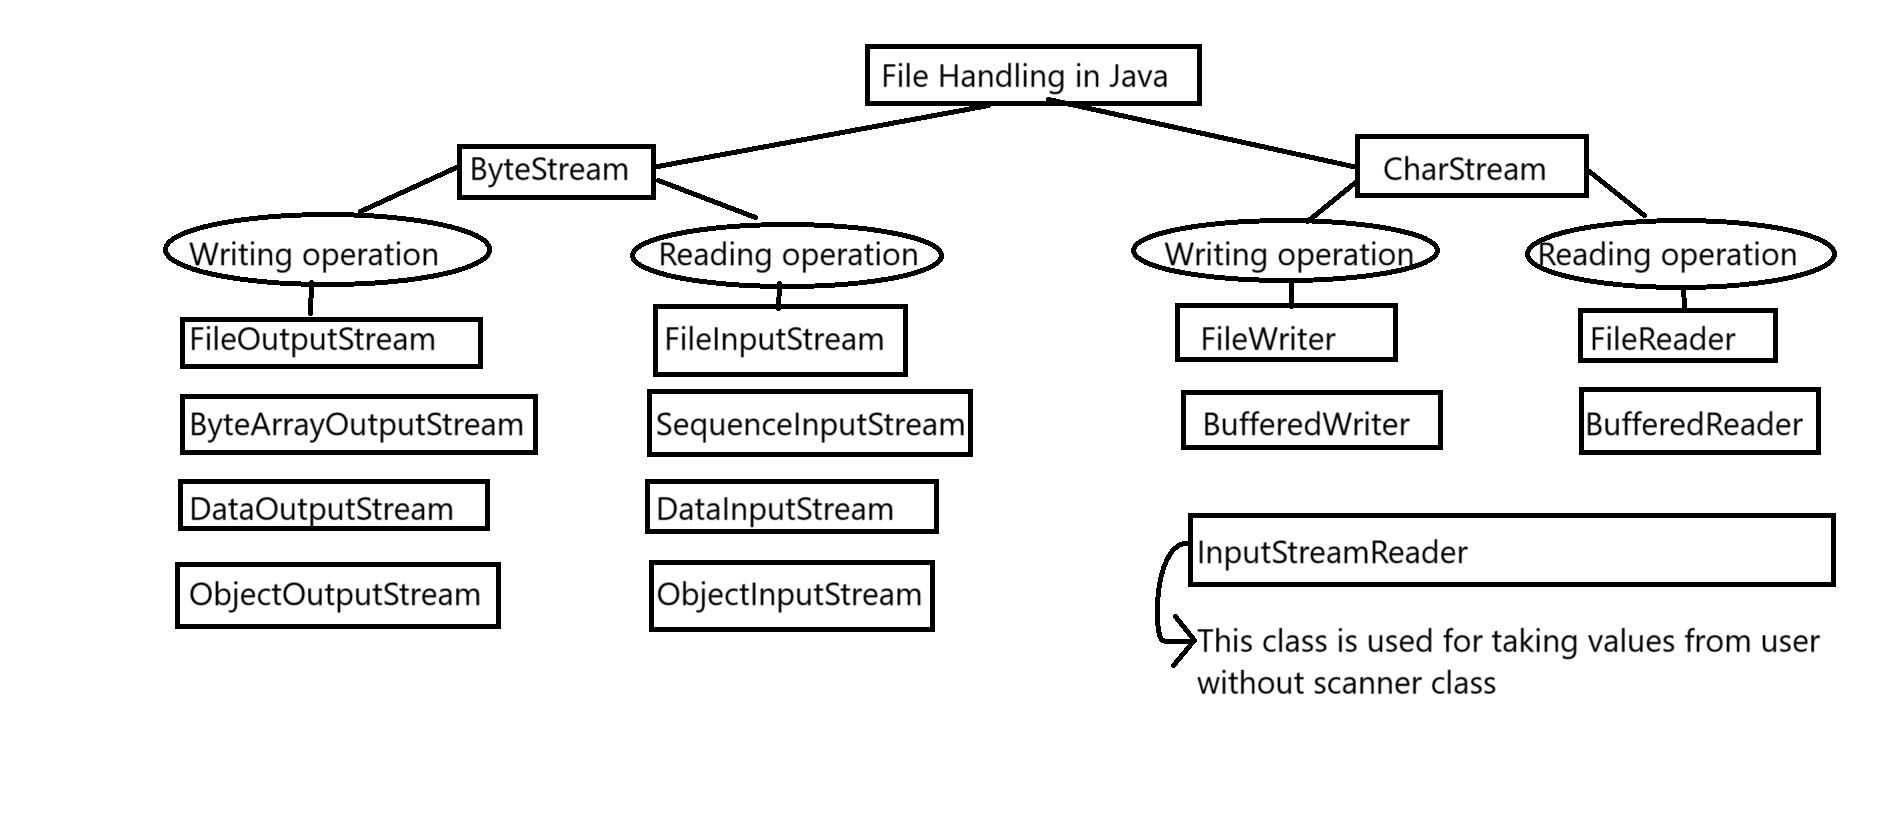 File Handling in Java
ByteStream
CharStream
Writing operation
Reading operation
Writing operation
Reading operation
FileOutputStream
FileInputStream
FileWriter
FileReader
ByteArrayOutputStream
SequenceInputStream
BufferedWriter
BufferedReader
DataOutputStream
DataInputStream
InputStreamReader
ObjectOutputStream
ObjectInputStream
This class is used for taking values from user
without scanner class